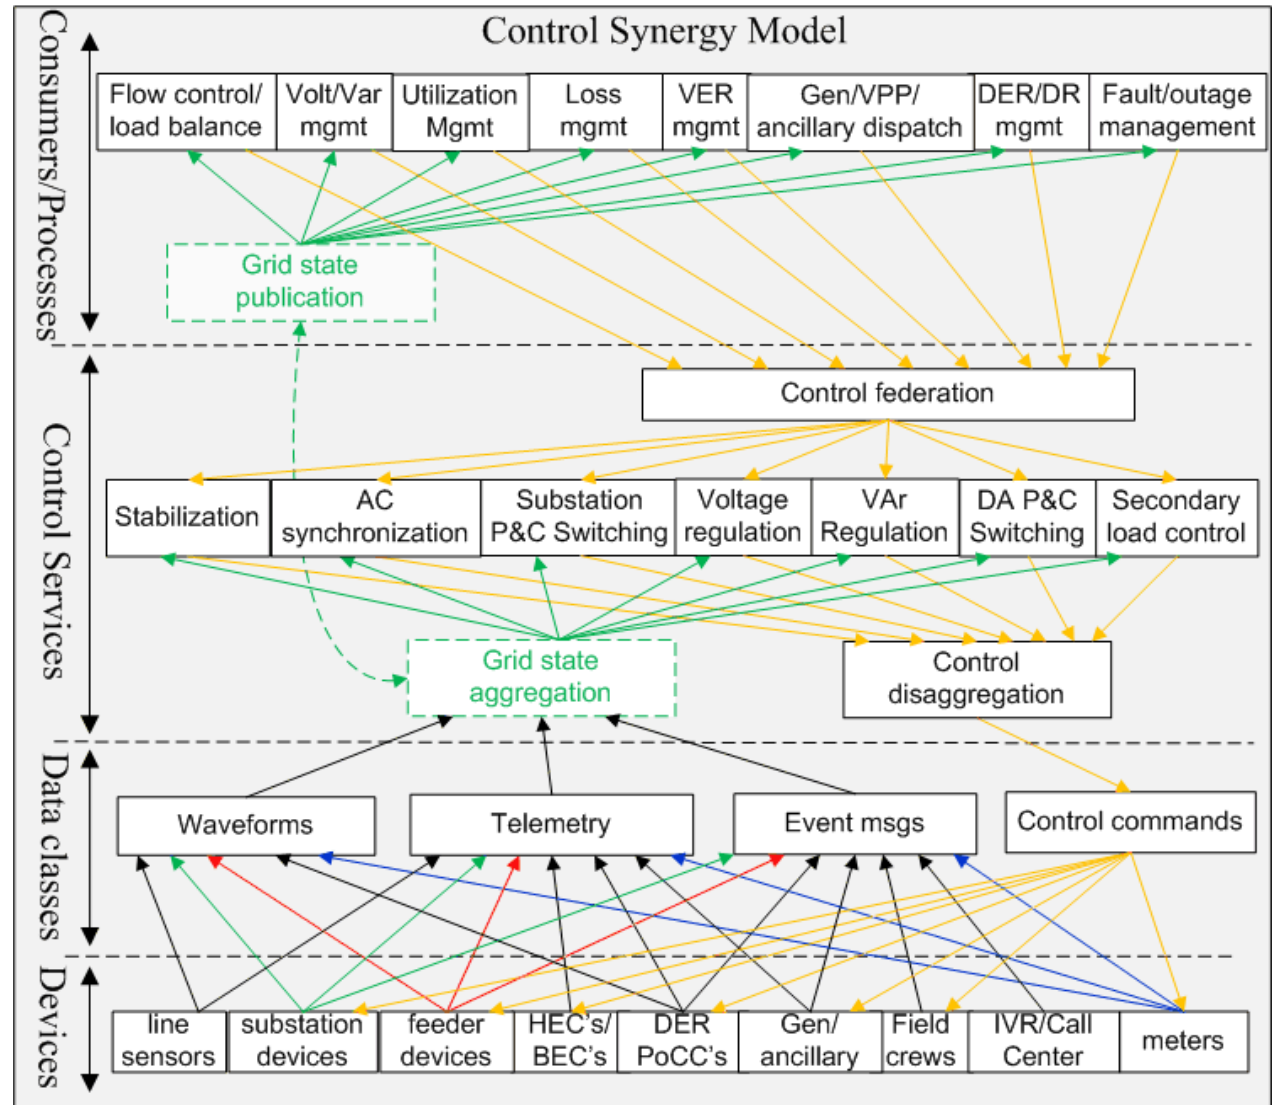 Control Synergy Model
Consumers/Processes
Flow control/
load balance
Volt/Var
mgmt
Utilization
Mgmt
Loss
mgmt
VER
mgmt
Gen/VPP/
ancillary dispatch
DER/DR
mgmt
Fault/outage
management
Grid state
publication
Control Services
Control federation
Stabilization
AC
synchronization
Substation
P&C Switching
Voltage
regulation
VAr
Regulation
DA P&C
Switching
Secondary
load control
Grid state
aggregation
Control
disaggregation
Data classes
Waveforms
Telemetry
Event msgs
Control commands
Devices
line
sensors
substation
devices
feeder
devices
HEC's/
BEC's
DER
PoCC's
Gen/
ancillary
Field
crews
IVR/Call
Center
meters